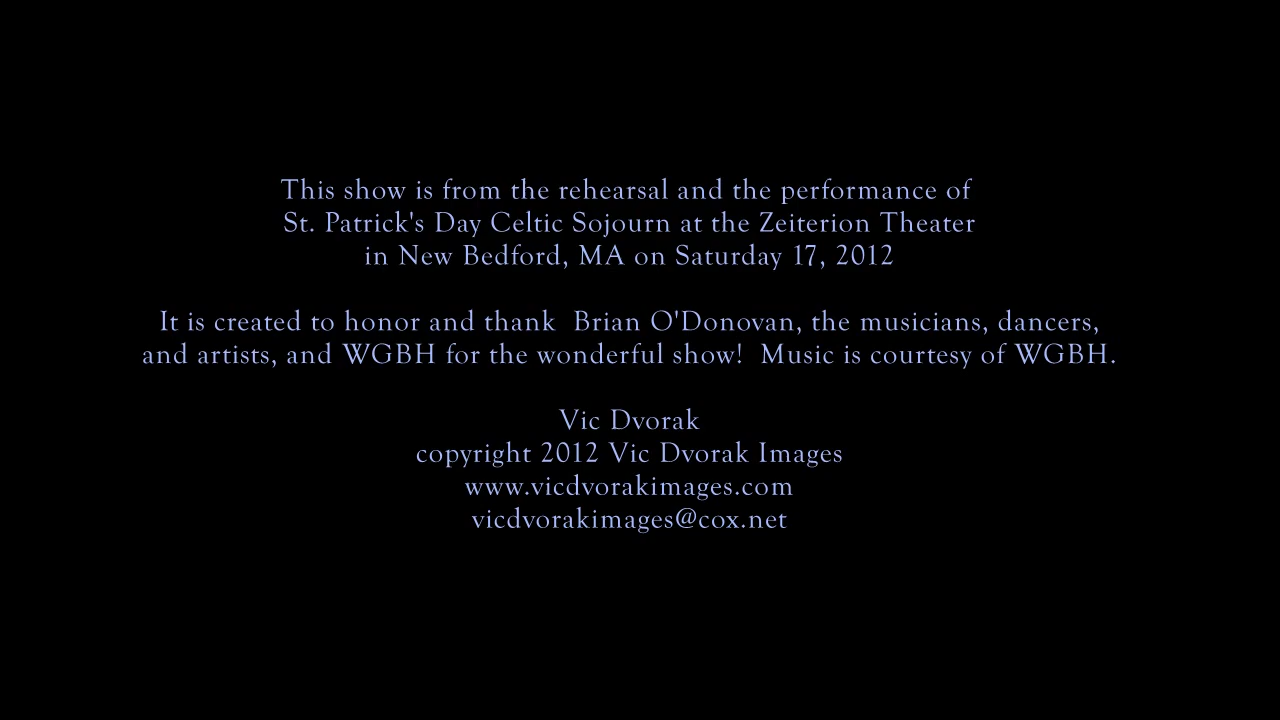 This show is from the rehearsal and the performance of
St. Patrick's Day Celtic Sojourn at the Zeiterion Theater
in New Bedford, MA on Saturday 17, 2012
It is created to honor and thank  Brian O'Donovan, the musicians, dancers,
and artists, and WGBH for the wonderful show!  Music is courtesy of WGBH.
Vic Dvorak
copyright 2012 Vic Dvorak Images
www.vicdvorakimages.com
vicdvorakimages@cox.net